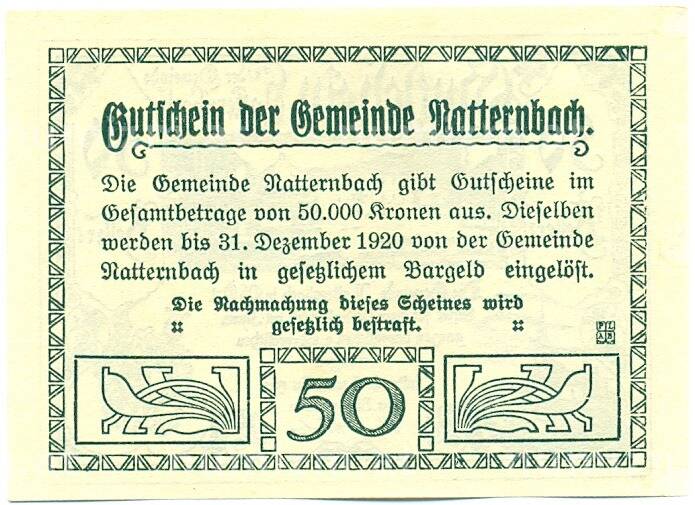 Gutschein der Gemeinde Natternbach.
Die Gemeinde Natternbach gibt Gutscheine im
Gesamtbetrage von 50.000 Kronen aus. Dieselben
werden bis 31. Dezember 1920 von der Gemeinde
Natternbach in gesetzlichem Bargeld eingelöst.
Die Nachmachung dieses Scheines wird
gesetzlich bestraft.
50